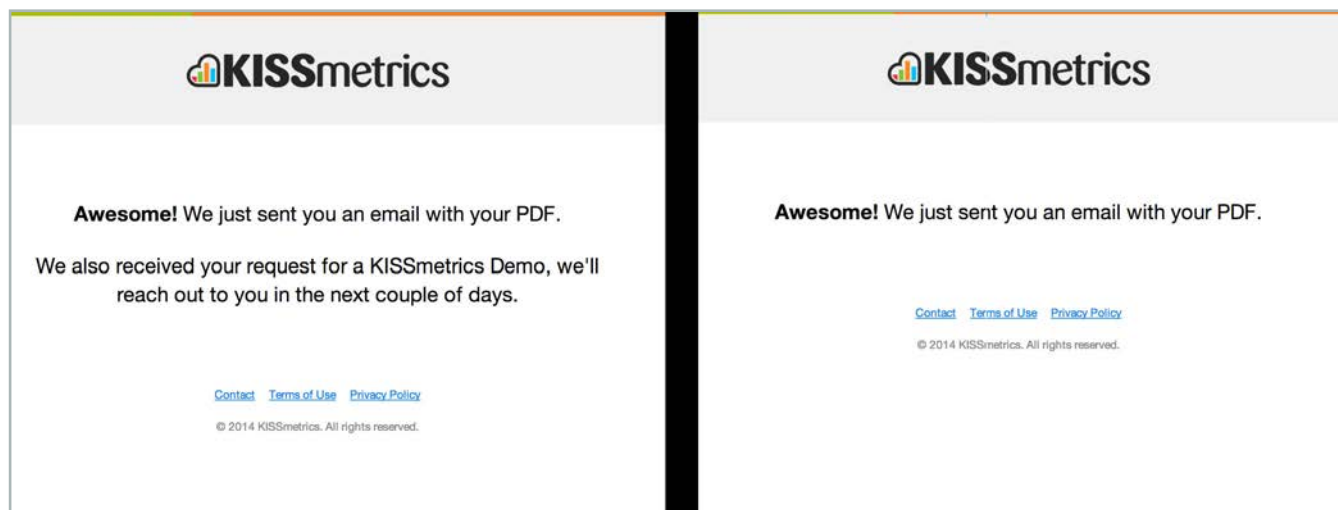 KISSmetrics
Awesome! We just sent you an email with your PDF.
We also received your request for a KISSmetrics Demo, we'll
reach out to you in the next couple of days.
Contact Terms of Use Privacy Policy
© 2014 KISSmetrics. All rights reserved.
KISSmetrics
Awesome! We just sent you an email with your PDF.
Contact Terms of Use Privacy Policy
© 2014 KISSmetrics. All rights reserved.